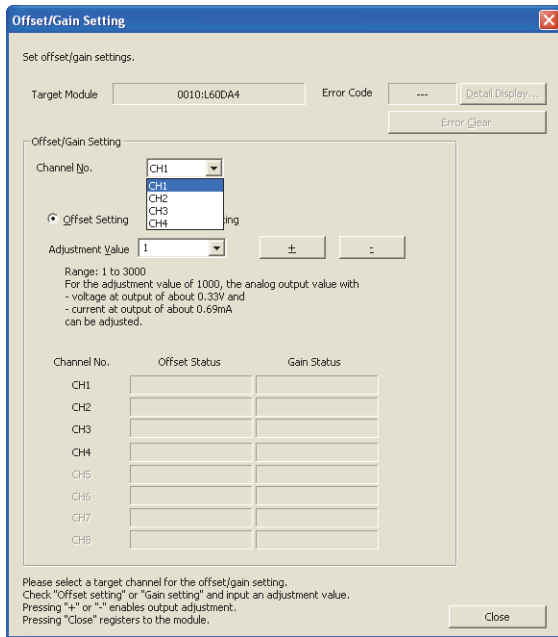 Offset/Gain Setting
Set offset/gain settings.
Target Module 0010:L60DA4 Error Code --- Detail Display...
Error Clear
Offset/Gain Setting
Channel No. CH1
CH1
CH2
CH3
CH4
Offset Setting
Adjustment Value 1 + -
Range: 1 to 3000
For the adjustment value of 1000, the analog output value with
- voltage at output of about 0.33V and
- current at output of about 0.69mA
can be adjusted.
Channel No. Offset Status Gain Status
CH1
CH2
CH3
CH4
CH5
CH6
CH7
CH8
Please select a target channel for the offset/gain setting.
Check "Offset setting" or "Gain setting" and input an adjustment value.
Pressing "+" or "-" enables output adjustment.
Pressing "Close" registers to the module.
Close